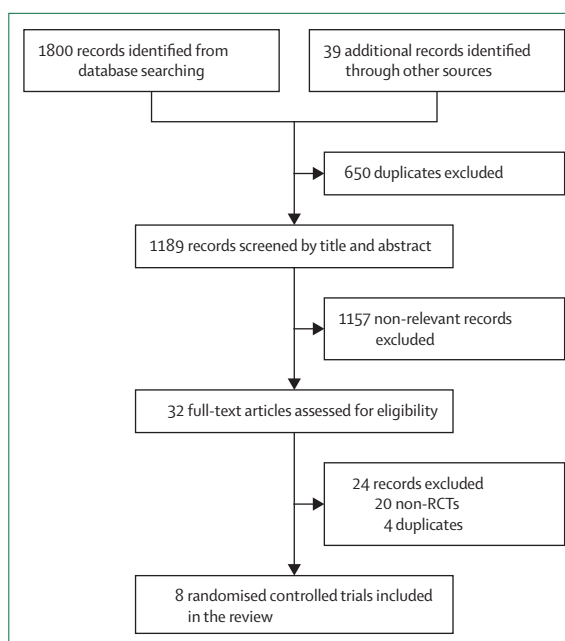 1800 records identified from
database searching
39 additional records identified
through other sources
650 duplicates excluded
1189 records screened by title and abstract
1157 non-relevant records
excluded
32 full-text articles assessed for eligibility
24 records excluded
20 non-RCTs
4 duplicates
8 randomised controlled trials included
in the review